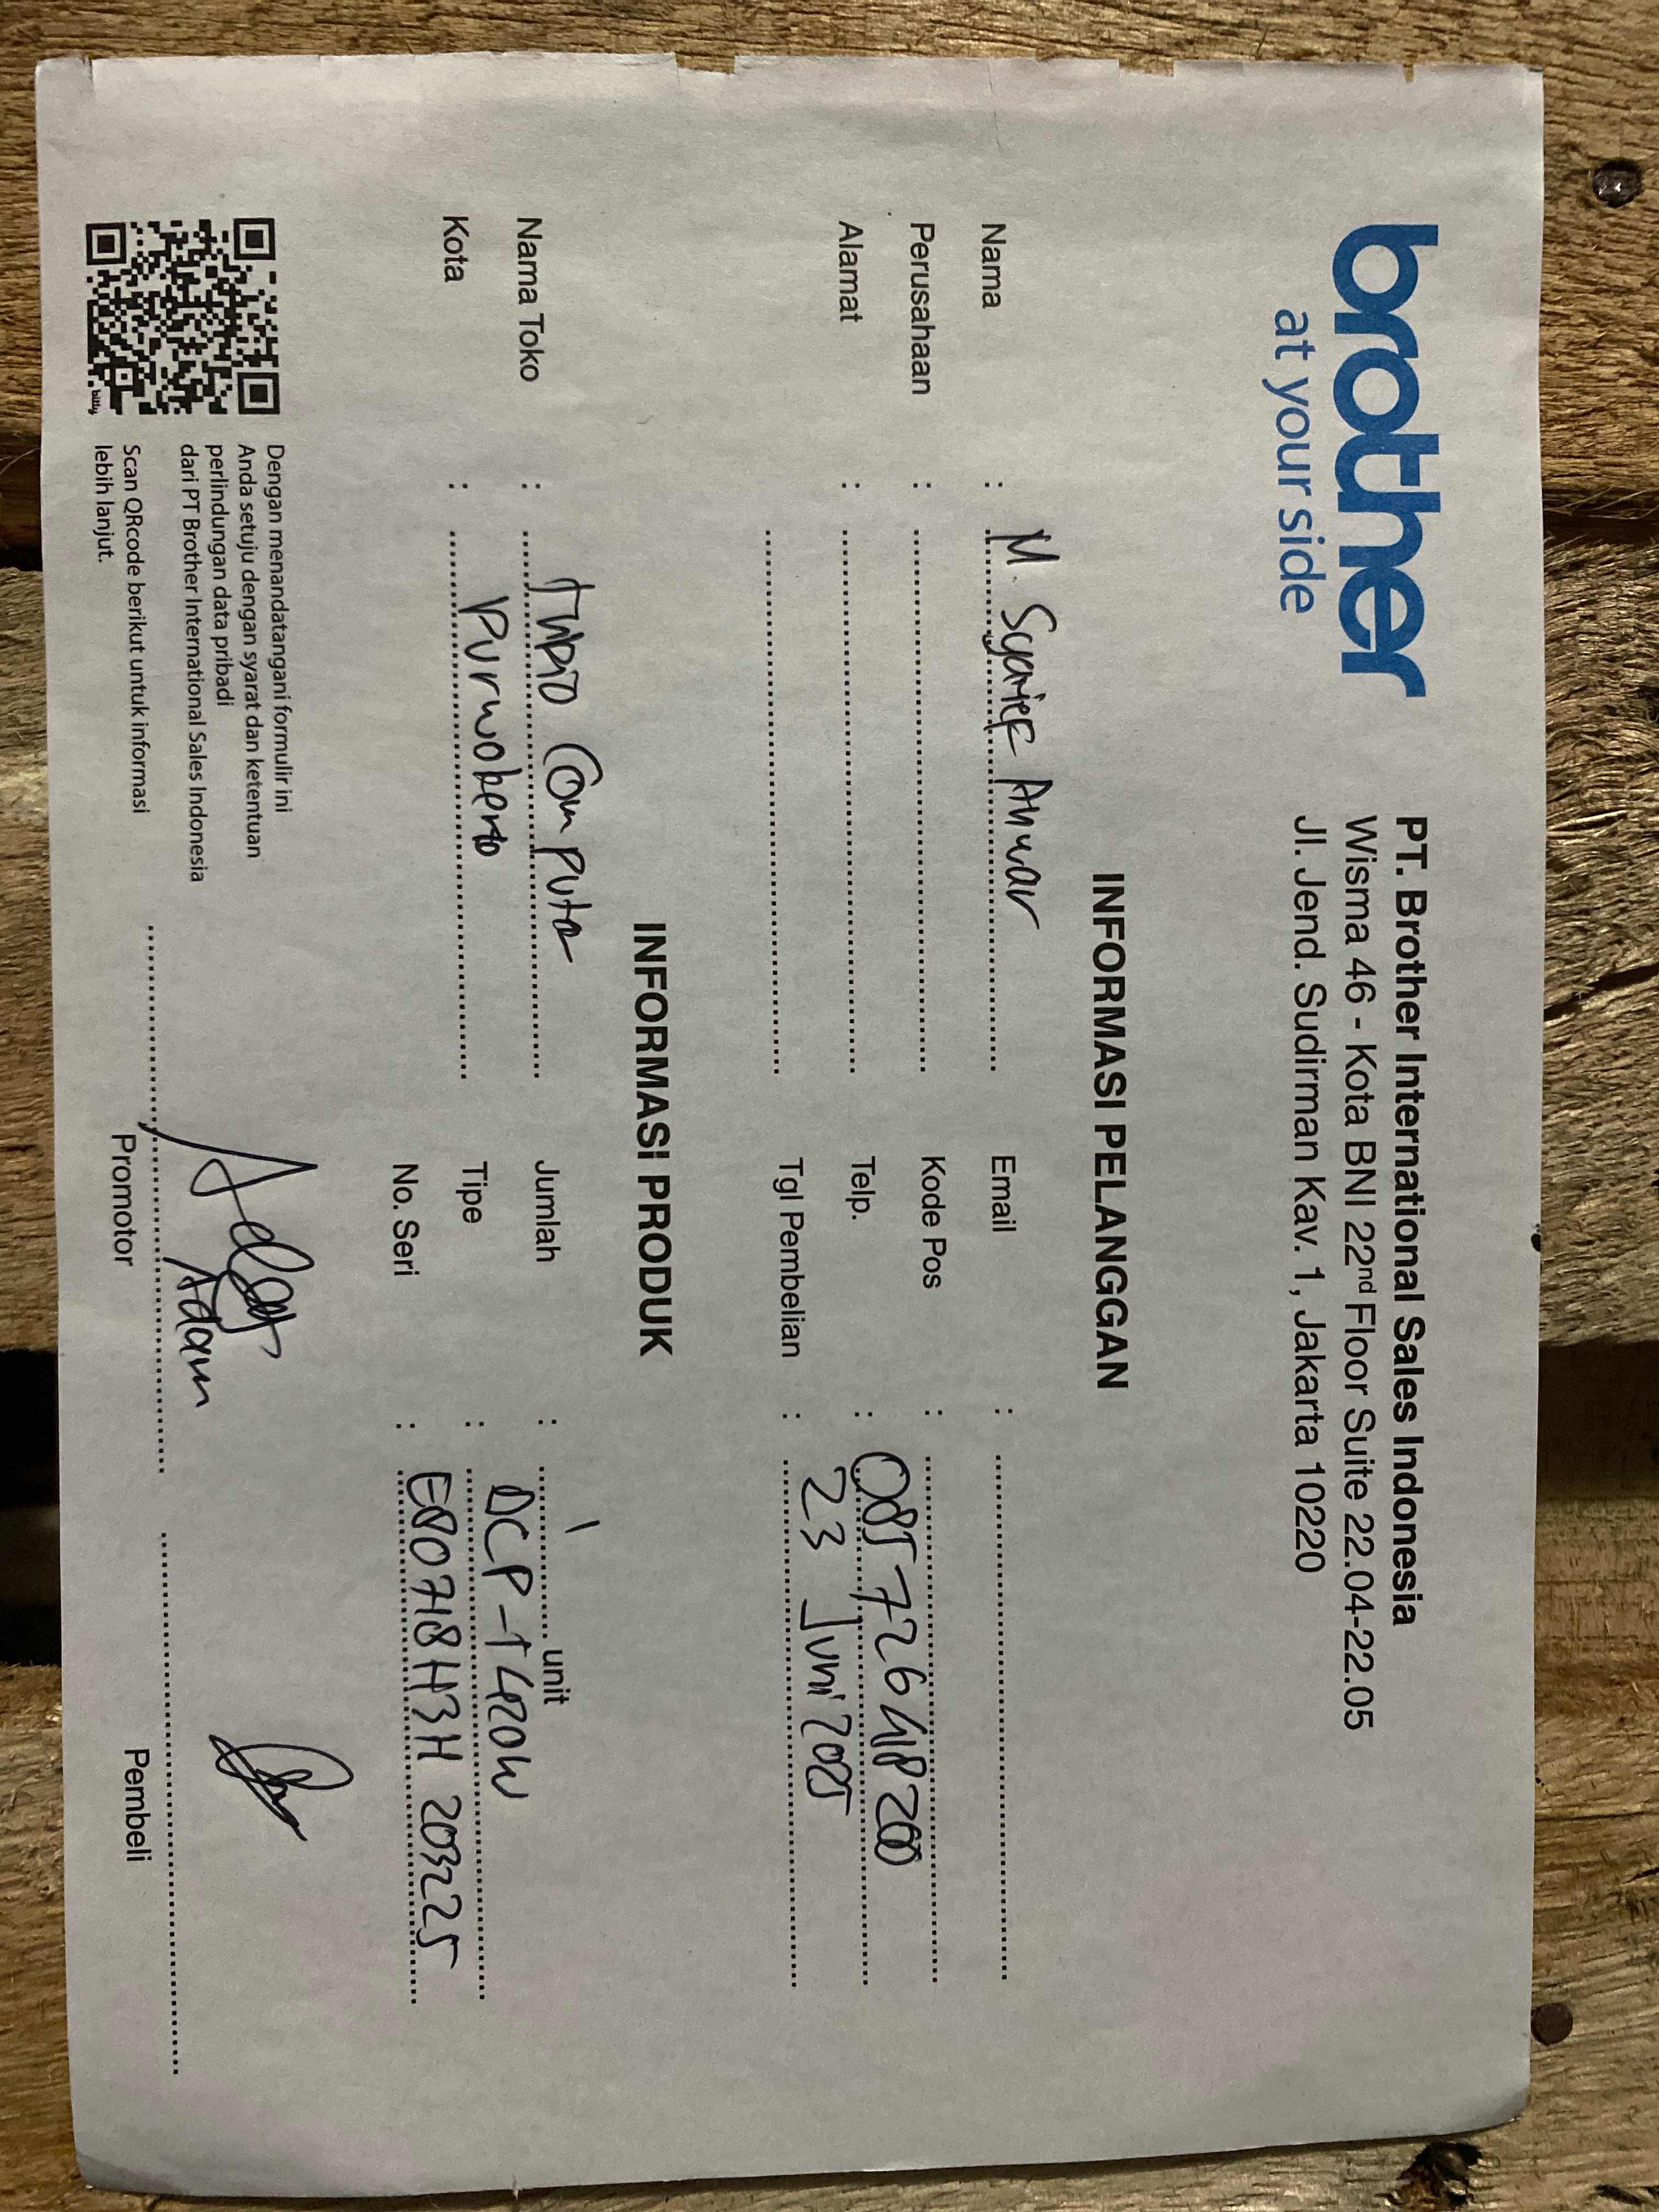 brother
at your side
PT. Brother International Sales Indonesia
Wisma 46 - Kota BNI 22nd Floor Suite 22.04-22.05
Jl. Jend. Sudirman Kav. 1, Jakarta 10220
INFORMASI PELANGGAN
Nama : M. Syarief Anwar
Perusahaan :
Alamat :
Email :
Kode Pos :
Telp. : 085726418200
Tgl Pembelian : 23 Juni 2025
INFORMASI PRODUK
Nama Toko :
Kota : Purwokerto
Jumlah : 1 unit
Tipe : DCP-T420W
No. Seri : E80718H3H 203225
Dengan menandatangani formulir ini
Anda setuju dengan syarat dan ketentuan
perlindungan data pribadi
dari PT Brother International Sales Indonesia
Scan QRcode berikut untuk informasi
lebih lanjut.
bitly
Adam
Promotor
Pembeli